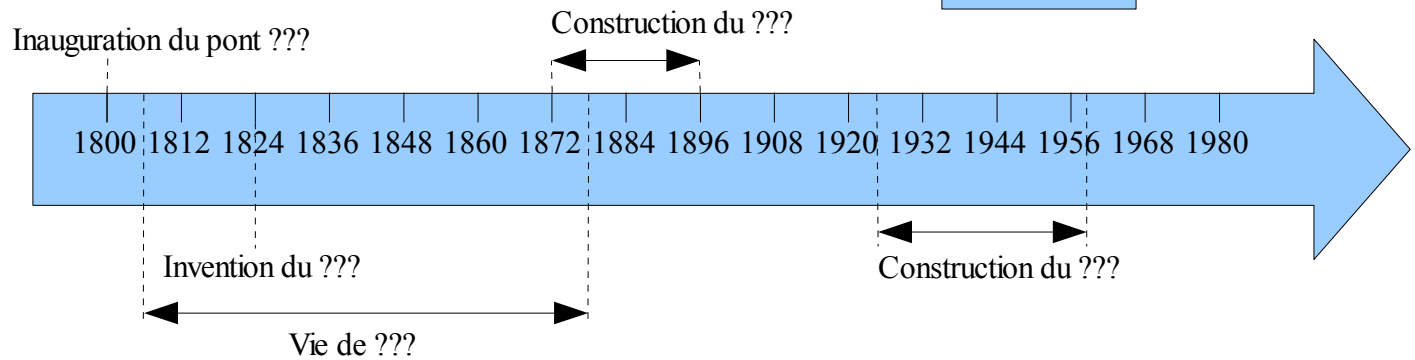 Construction du ???
Inauguration du pont ???
1800 1812 1824 1836 1848 1860 1872 1884 1896 1908 1920 1932 1944 1956 1968 1980
Invention du ???
Construction du ???
Vie de ???